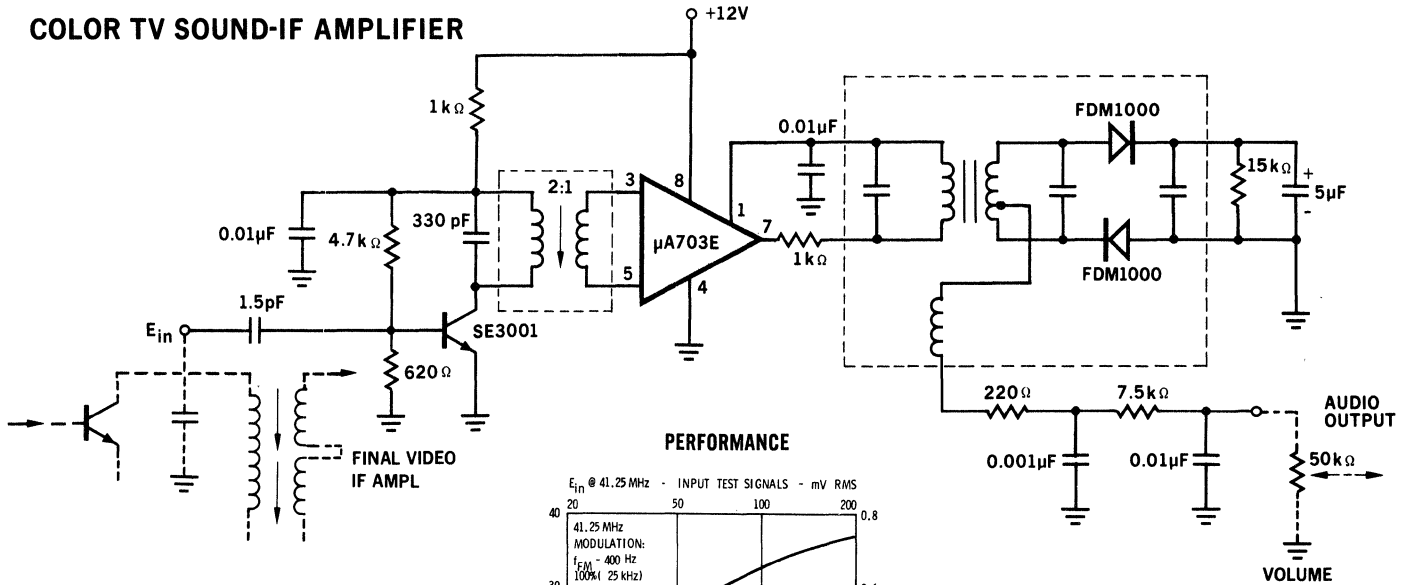 COLOR TV SOUND-IF AMPLIFIER
+12V
1kΩ
FDM1000
0.01μF
2:1
15kΩ
+
5μF
-
3
8
1
7
330 pF
0.01μF
4.7kΩ
μA703E
1kΩ
FDM1000
5
4
1.5pF
Ein
SE3001
620Ω
220Ω
7.5kΩ
AUDIO
OUTPUT
PERFORMANCE
FINAL VIDEO
IF AMPL
0.001μF
0.01μF
50kΩ
Ein @ 41.25 MHz - INPUT TEST SIGNALS - mV RMS
20 50 100 200
40 0.8
41.25 MHz
MODULATION:
fFM - 400 Hz
100% ( 25 kHz)
VOLUME